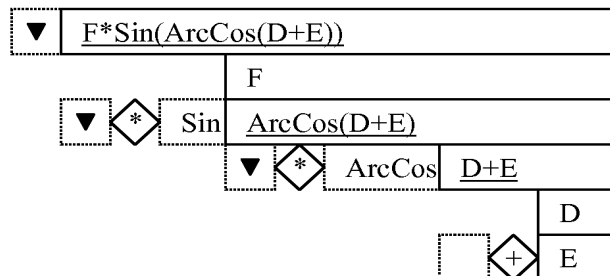 ▼ F*Sin(ArcCos(D+E))
F
▼ * Sin ArcCos(D+E)
▼ * ArcCos D+E
D
+ E